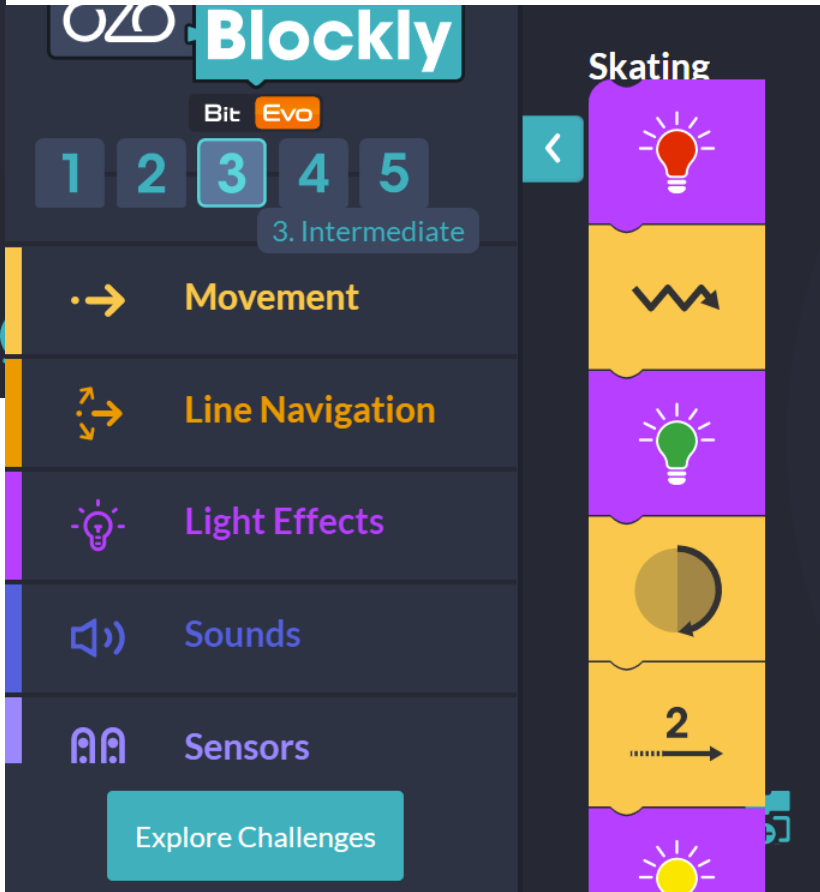 OZO
Blockly
Bit Evo
1 2 3 4 5
3. Intermediate
Movement
Line Navigation
Light Effects
Sounds
Sensors
Explore Challenges
Skating
2